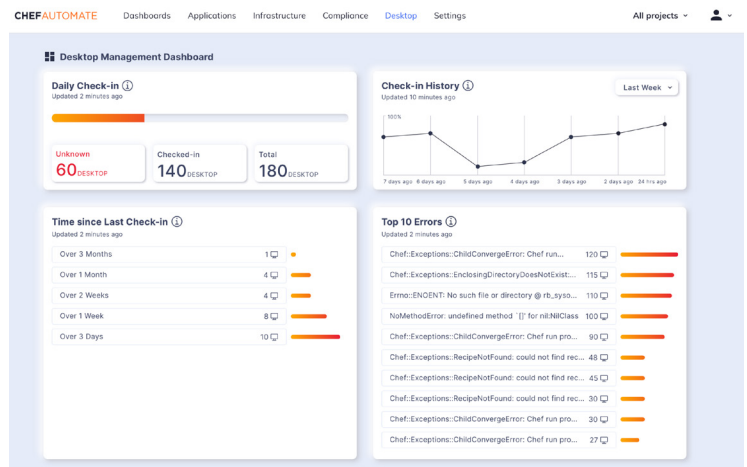 CHEFAUTOMATE Dashboards Applications Infrastructure Compliance Desktop Settings All projects
Desktop Management Dashboard
Daily Check-in
Updated 2 minutes ago
Unknown
60 DESKTOP
Checked-in
140 DESKTOP
Total
180 DESKTOP
Check-in History
Updated 10 minutes ago
Last Week
100%
7 days ago 6 days ago 5 days ago 4 days ago 3 days ago 2 days ago 24 hrs ago
Time since Last Check-in
Updated 2 minutes ago
Over 3 Months 1
Over 1 Month 4
Over 2 Weeks 4
Over 1 Week 8
Over 3 Days 10
Top 10 Errors
Updated 2 minutes ago
Chef::Exceptions::ChildConvergeError: Chef run... 120
Chef::Exceptions::EnclosingDirectoryDoesNotExist:... 115
Errno::ENOENT: No such file or directory @ rb_syso... 110
NoMethodError: undefined method `[]' for nil:NilClass 100
Chef::Exceptions::ChildConvergeError: Chef run pro... 90
Chef::Exceptions::RecipeNotFound: could not find rec... 48
Chef::Exceptions::RecipeNotFound: could not find rec... 45
Chef::Exceptions::RecipeNotFound: could not find rec... 30
Chef::Exceptions::ChildConvergeError: Chef run pro... 30
Chef::Exceptions::ChildConvergeError: Chef run pro... 27